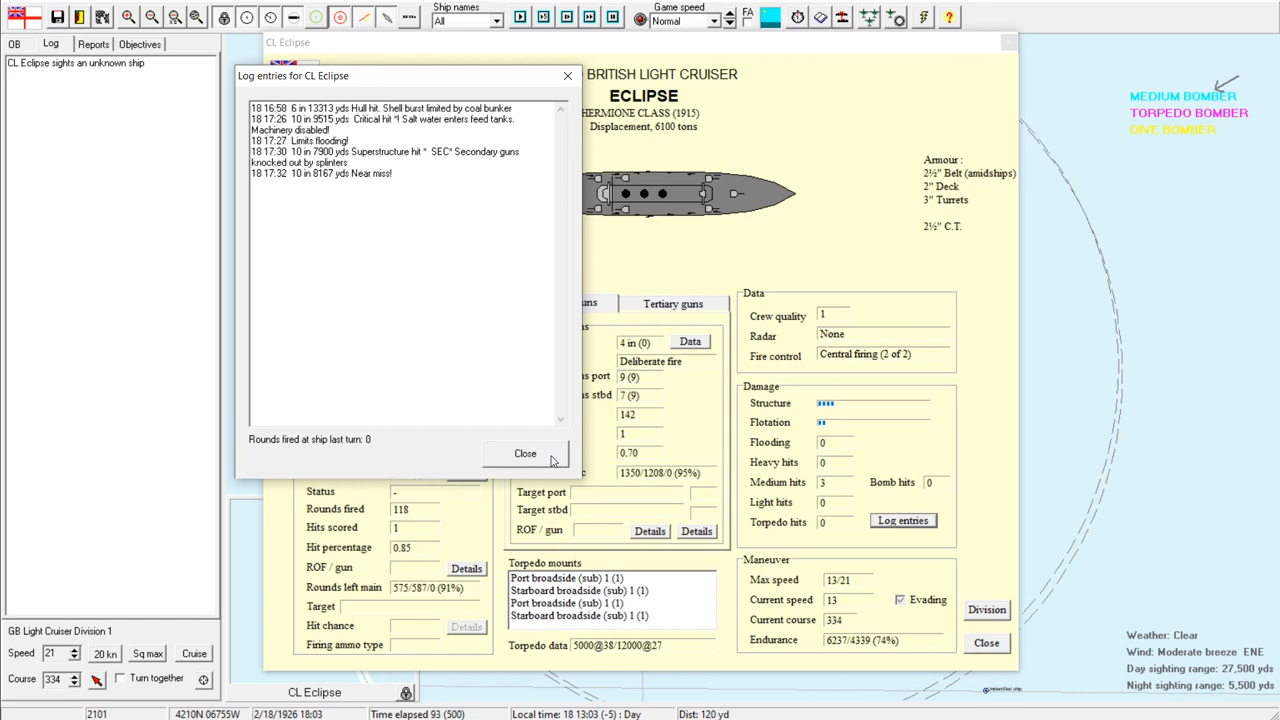 Ship names
All
Game speed
Normal
FA
OB
Log
Reports
Objectives
CL Eclipse sights an unknown ship
CL Eclipse
BRITISH LIGHT CRUISER
ECLIPSE
HERMIONE CLASS (1915)
Displacement, 6100 tons
Armour :
2½" Belt (amidships)
2" Deck
3" Turrets
2½" C.T.
MEDIUM BOMBER
TORPEDO BOMBER
DIVE BOMBER
Log entries for CL Eclipse
18 16:58 6 in 13313 yds Hull hit. Shell burst limited by coal bunker
18 17:26 10 in 9515 yds Critical hit *! Salt water enters feed tanks.
Machinery disabled!
18 17:27 Limits flooding!
18 17:30 10 in 7900 yds Superstructure hit * SEC* Secondary guns
knocked out by splinters
18 17:32 10 in 8167 yds Near miss!
Rounds fired at ship last turn: 0
Close
Status -
Rounds fired 118
Hits scored 1
Hit percentage 0.85
ROF / gun
Details
Rounds left main 575/587/0 (91%)
Target
Hit chance
Details
Firing ammo type
Tertiary guns
4 in (0)
Data
Deliberate fire
9 (9)
7 (9)
142
1
0.70
1350/1208/0 (95%)
Target port
Target stbd
ROF / gun
Details
Details
Torpedo mounts
Port broadside (sub) 1 (1)
Starboard broadside (sub) 1 (1)
Port broadside (sub) 1 (1)
Starboard broadside (sub) 1 (1)
Torpedo data 5000@38/12000@27
Data
Crew quality 1
Radar None
Fire control Central firing (2 of 2)
Damage
Structure
Flotation
Flooding 0
Heavy hits 0
Medium hits 3
Bomb hits 0
Light hits 0
Torpedo hits 0
Log entries
Maneuver
Max speed 13/21
Current speed 13
Evading
Current course 334
Endurance 6237/4339 (74%)
Division
Close
GB Light Cruiser Division 1
Speed 21
20 kn
Sq max
Cruise
Course 334
Turn together
CL Eclipse
Weather: Clear
Wind: Moderate breeze ENE
Day sighting range: 27,500 yds
Night sighting range: 5,500 yds
2101
4210N 06755W
2/18/1926 18:03
Time elapsed 93 (500)
Local time: 18 13:03 (-5) : Day
Dist: 120 yd